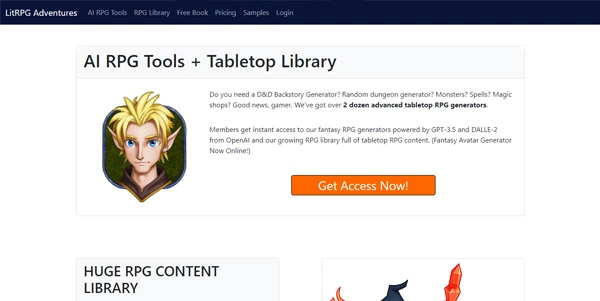 LitRPG Adventures AI RPG Tools RPG Library Free Book Pricing Samples Login
AI RPG Tools + Tabletop Library
Do you need a D&D Backstory Generator? Random dungeon generator? Monsters? Spells? Magic
shops? Good news, gamer. We've got over 2 dozen advanced tabletop RPG generators.
Members get instant access to our fantasy RPG generators powered by GPT-3.5 and DALLE-2
from OpenAI and our growing RPG library full of tabletop RPG content. (Fantasy Avatar Generator
Now Online!)
Get Access Now!
HUGE RPG CONTENT
LIBRARY